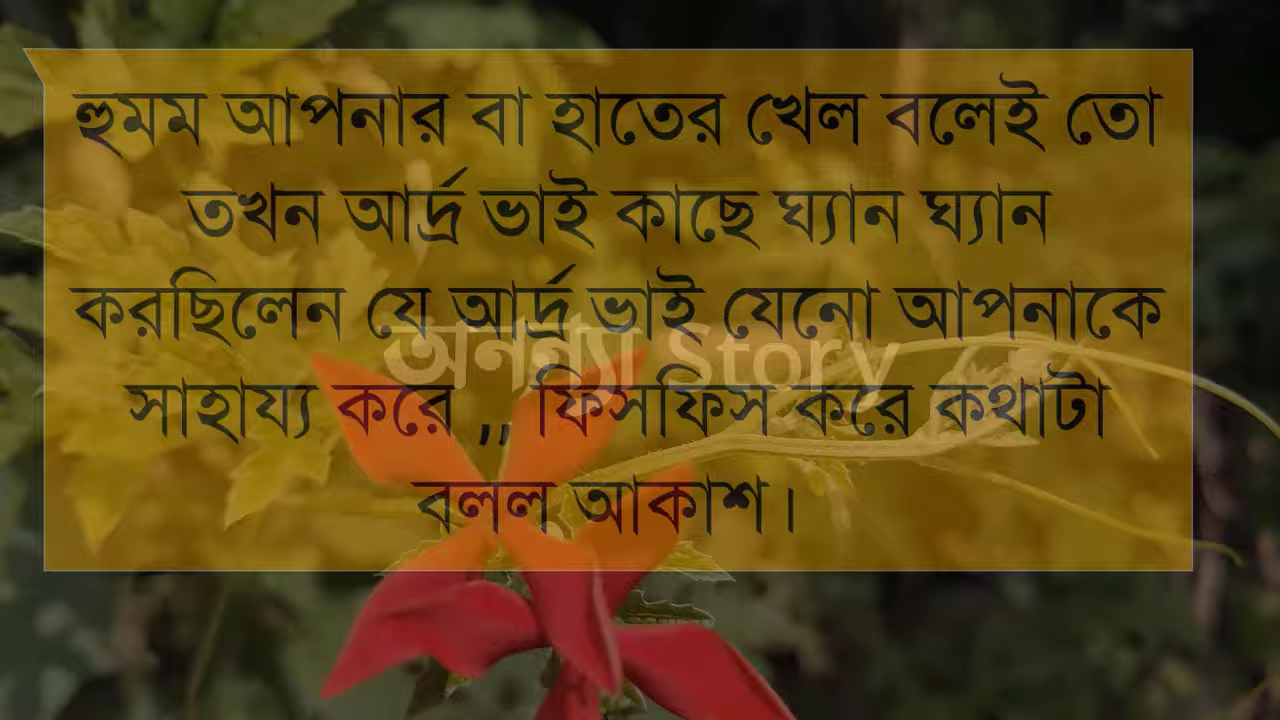 হুমম আপনার বা হাতের খেল বলেই তো
তখন আর্দ্র ভাই কাছে ঘ্যান ঘ্যান
করছিলেন যে আর্দ্র ভাই যেনো আপনাকে
অনন্যা Story
সাহায্য করে ,, ফিসফিস করে কথাটা
বলল আকাশ।